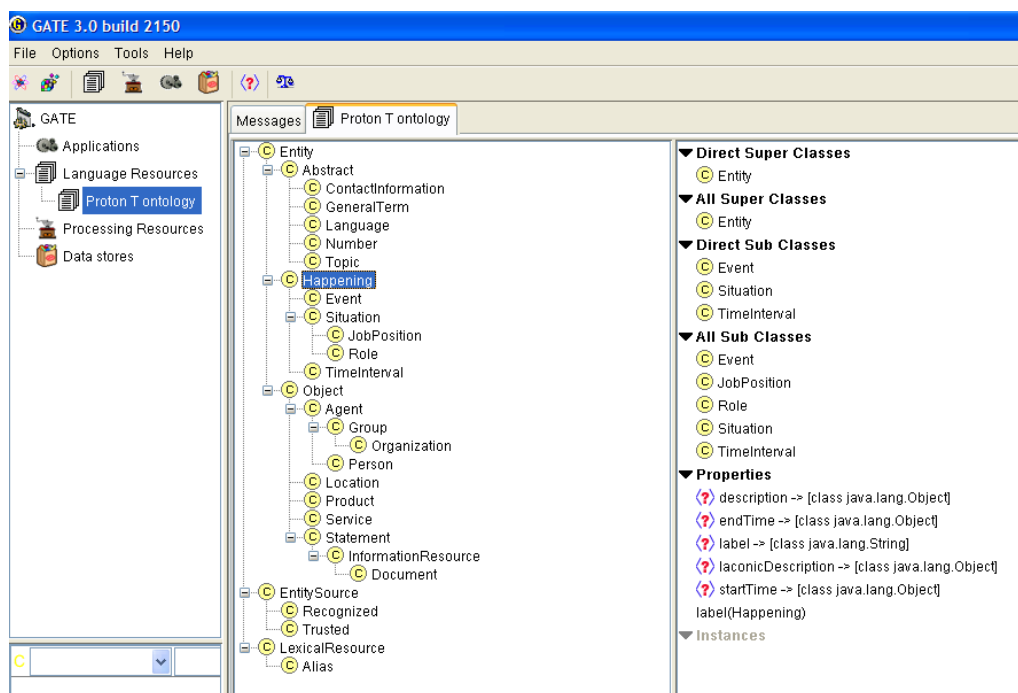 GATE 3.0 build 2150
File Options Tools Help
GATE
Applications
Language Resources
Proton T ontology
Processing Resources
Data stores
Messages Proton T ontology
C Entity
C Abstract
C ContactInformation
C GeneralTerm
C Language
C Number
C Topic
C Happening
C Event
C Situation
C JobPosition
C Role
C TimeInterval
C Object
C Agent
C Group
C Organization
C Person
C Location
C Product
C Service
C Statement
C InformationResource
C Document
C EntitySource
C Recognized
C Trusted
C LexicalResource
C Alias
Direct Super Classes
C Entity
All Super Classes
C Entity
Direct Sub Classes
C Event
C Situation
C TimeInterval
All Sub Classes
C Event
C JobPosition
C Role
C Situation
C TimeInterval
Properties
<?> description -> [class java.lang.Object]
<?> endTime -> [class java.lang.Object]
<?> label -> [class java.lang.String]
<?> laconicDescription -> [class java.lang.Object]
<?> startTime -> [class java.lang.Object]
label(Happening)
Instances
C